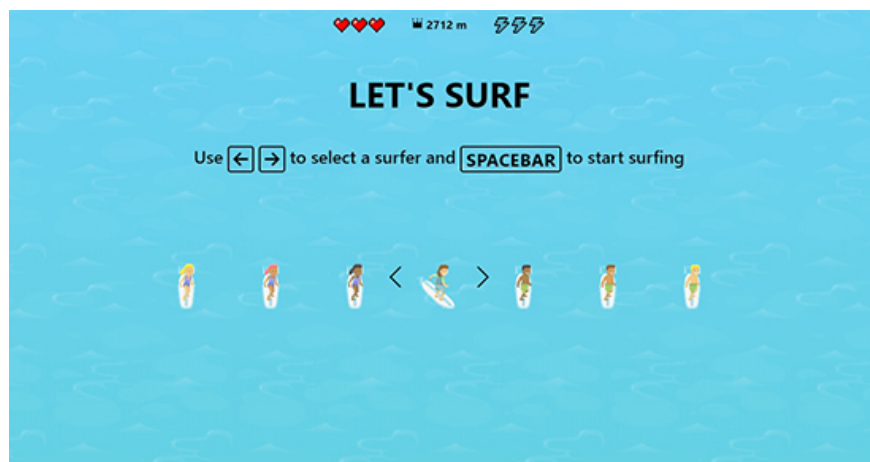 2712 m
LET'S SURF
Use ← → to select a surfer and SPACEBAR to start surfing